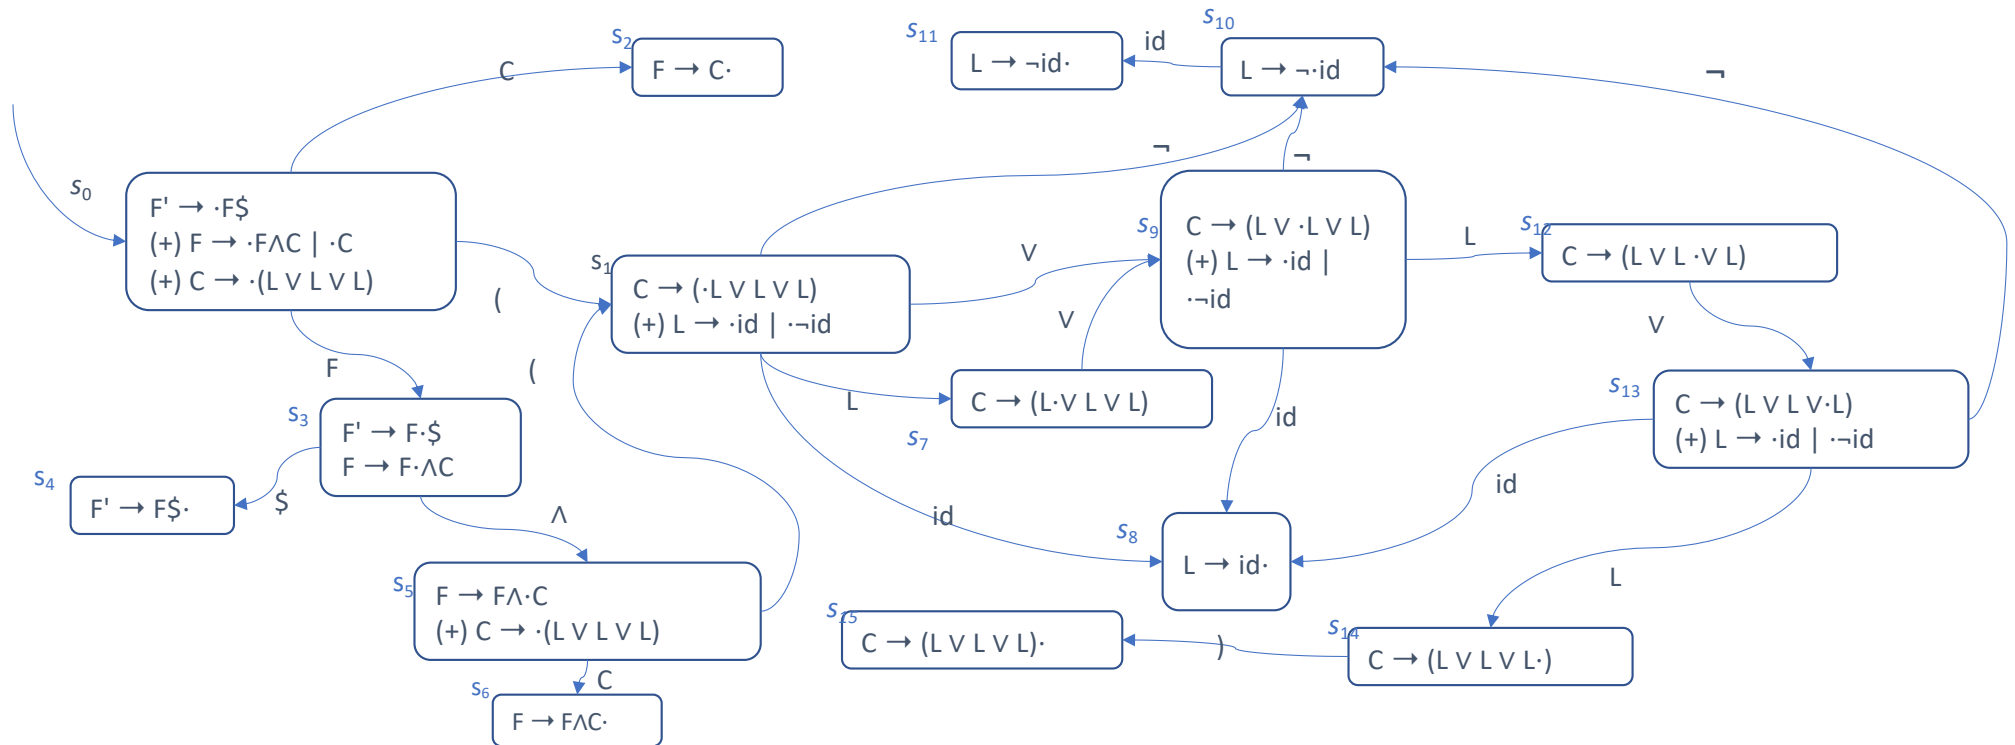 s0
F' → ·F$
(+) F → ·F∧C | ·C
(+) C → ·(L ∨ L ∨ L)
C
s2
F → C·
(
F
s3
F' → F·$
F → F·∧C
$
s4
F' → F$·
∧
s5
F → F∧·C
(+) C → ·(L ∨ L ∨ L)
(
C
s6
F → F∧C·
s1
C → (·L ∨ L ∨ L)
(+) L → ·id | ·¬id
¬
∨
L
id
s7
C → (L·∨ L ∨ L)
∨
s11
L → ¬id·
id
s10
L → ¬·id
¬
s9
C → (L ∨ ·L ∨ L)
(+) L → ·id |
·¬id
id
L
s8
L → id·
s12
C → (L ∨ L ·∨ L)
∨
¬
s13
C → (L ∨ L ∨·L)
(+) L → ·id | ·¬id
id
L
s14
C → (L ∨ L ∨ L·)
)
s15
C → (L ∨ L ∨ L)·